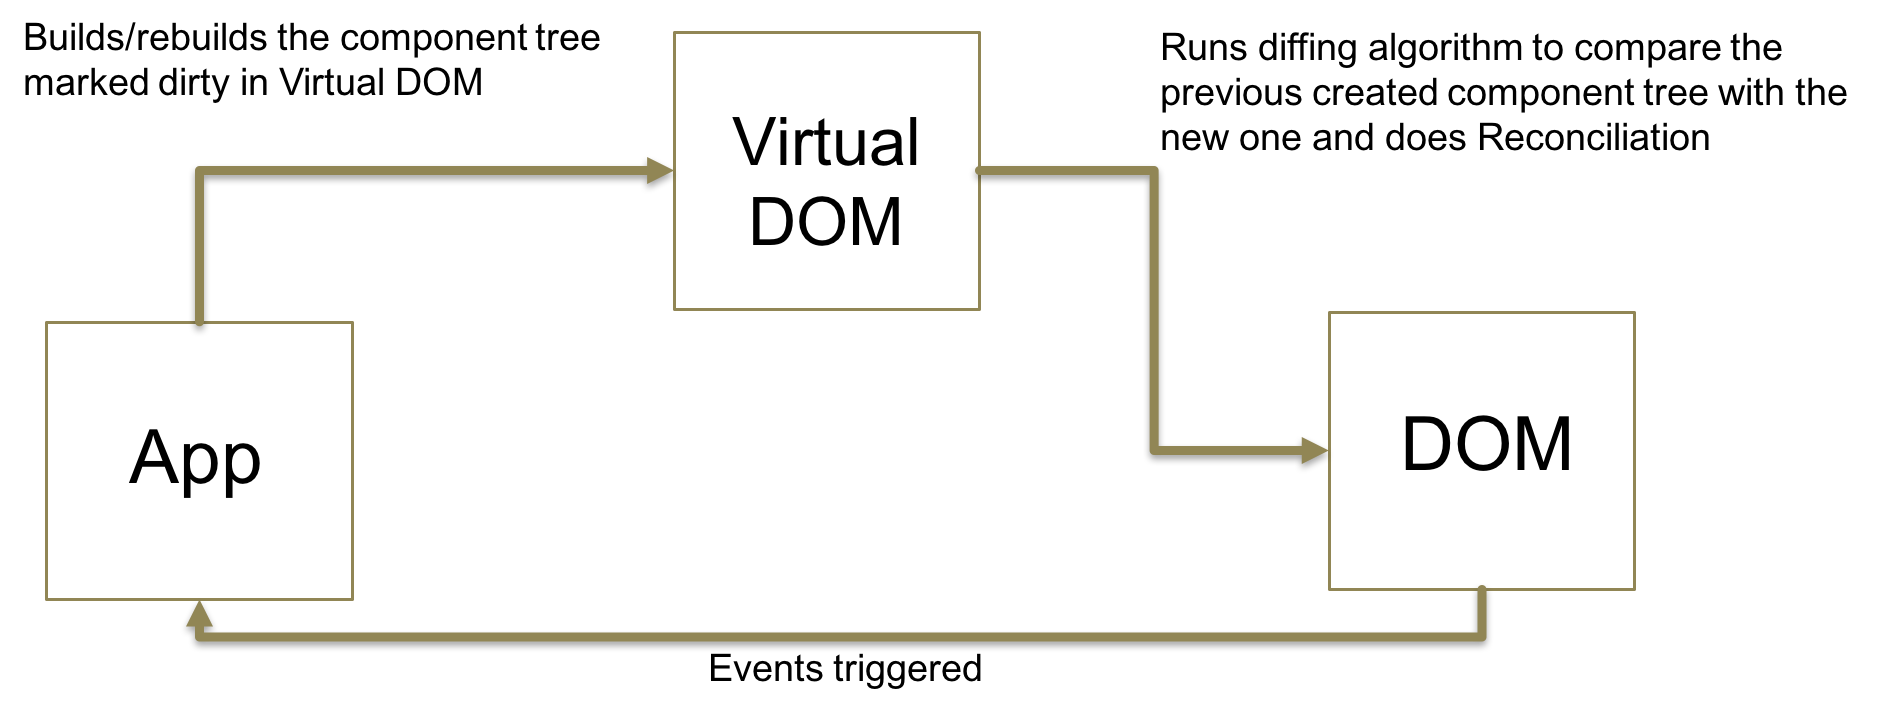 Builds/rebuilds the component tree
marked dirty in Virtual DOM
Virtual
DOM
Runs diffing algorithm to compare the
previous created component tree with the
new one and does Reconciliation
App
DOM
Events triggered